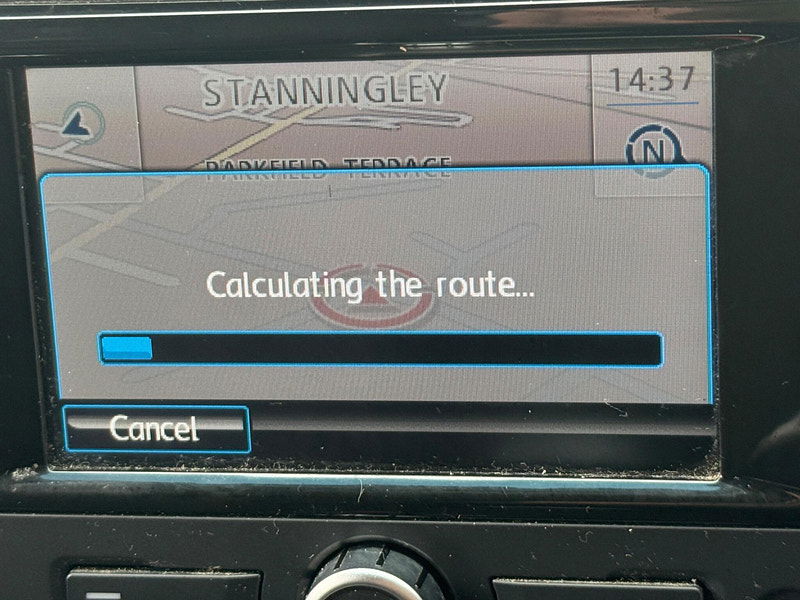 STANNINGLEY
14:37
N
PARKFIELD TERRACE
Calculating the route...
Cancel